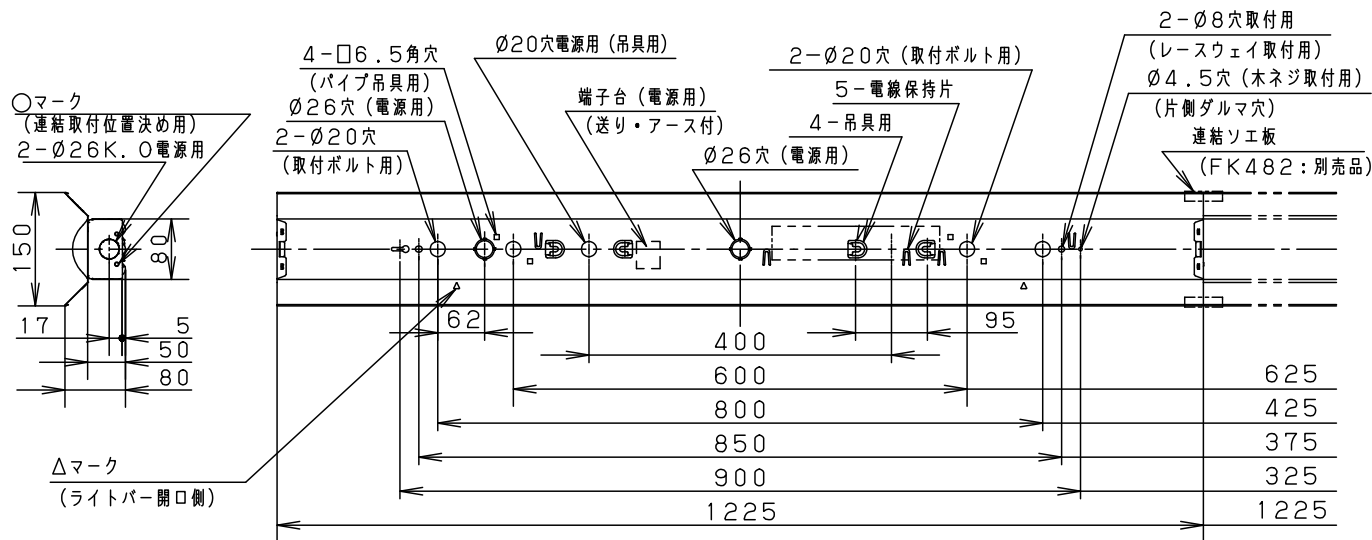 ○マーク
(連結取付位置決め用)
2-Ø26K.O電源用
4-□6.5角穴
(パイプ吊具用)
Ø26穴(電源用)
2-Ø20穴
(取付ボルト用)
Ø20穴電源用(吊具用)
端子台(電源用)
(送り・アース付)
2-Ø20穴(取付ボルト用)
5-電線保持片
4-吊具用
Ø26穴(電源用)
2-Ø8穴取付用
(レースウェイ取付用)
Ø4.5穴(木ネジ取付用)
(片側ダルマ穴)
連結ソエ板
(FK482:別売品)
150
80
17
5
50
80
62
95
400
600
625
800
425
850
375
900
325
1225
1225
△マーク
(ライトバー開口側)